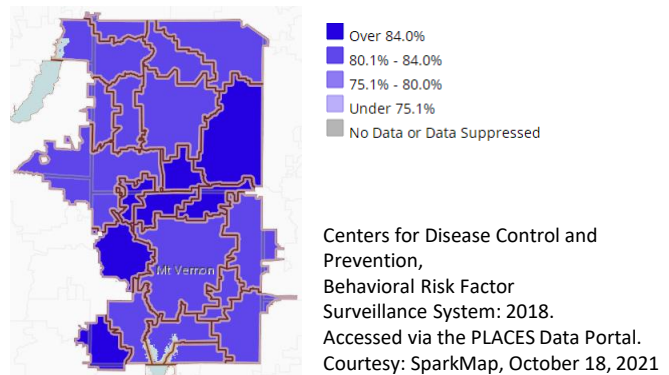 Over 84.0%
80.1% - 84.0%
75.1% - 80.0%
Under 75.1%
No Data or Data Suppressed
Mt Vernon
Centers for Disease Control and
Prevention,
Behavioral Risk Factor
Surveillance System: 2018.
Accessed via the PLACES Data Portal.
Courtesy: SparkMap, October 18, 2021